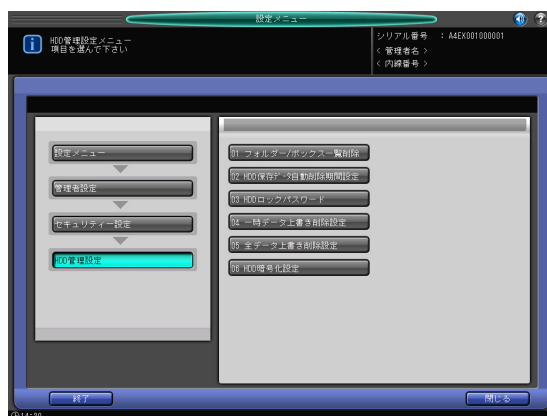 設定メニュー
HDD管理設定メニュー
項目を選んで下さい
シリアル番号 : A4EX001000001
< 管理者名 >
< 内線番号 >
設定メニュー
管理者設定
セキュリティー設定
HDD管理設定
01 フォルダー/ボックス一覧削除
02 HDD保存データ自動削除期間設定
03 HDDロックパスワード
04 一時データ上書き削除設定
05 全データ上書き削除設定
06 HDD暗号化設定
終了
閉じる
14:20